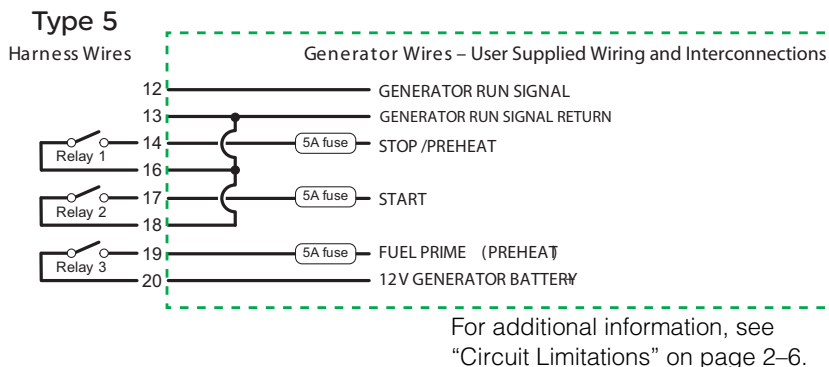 Type 5
Harness Wires
Generator Wires – User Supplied Wiring and Interconnections
12 GENERATOR RUN SIGNAL
13 GENERATOR RUN SIGNAL RETURN
14 5A fuse STOP /PREHEAT
Relay 1
16
17 5A fuse START
Relay 2
18
19 5A fuse FUEL PRIME (PREHEAT)
Relay 3
20 12V GENERATOR BATTERY+
For additional information, see
“Circuit Limitations” on page 2–6.